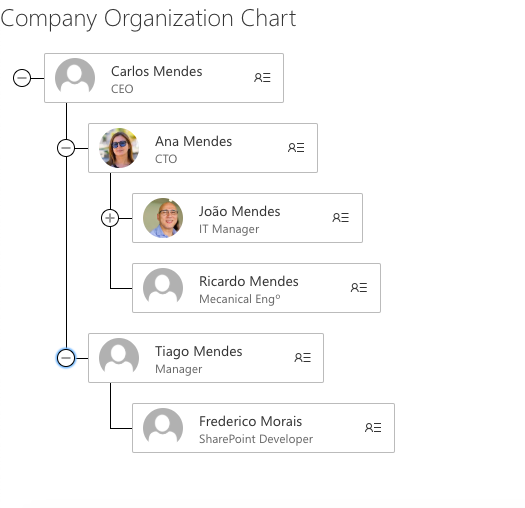 Company Organization Chart
Carlos Mendes
CEO
Ana Mendes
CTO
João Mendes
IT Manager
Ricardo Mendes
Mecanical Engº
Tiago Mendes
Manager
Frederico Morais
SharePoint Developer